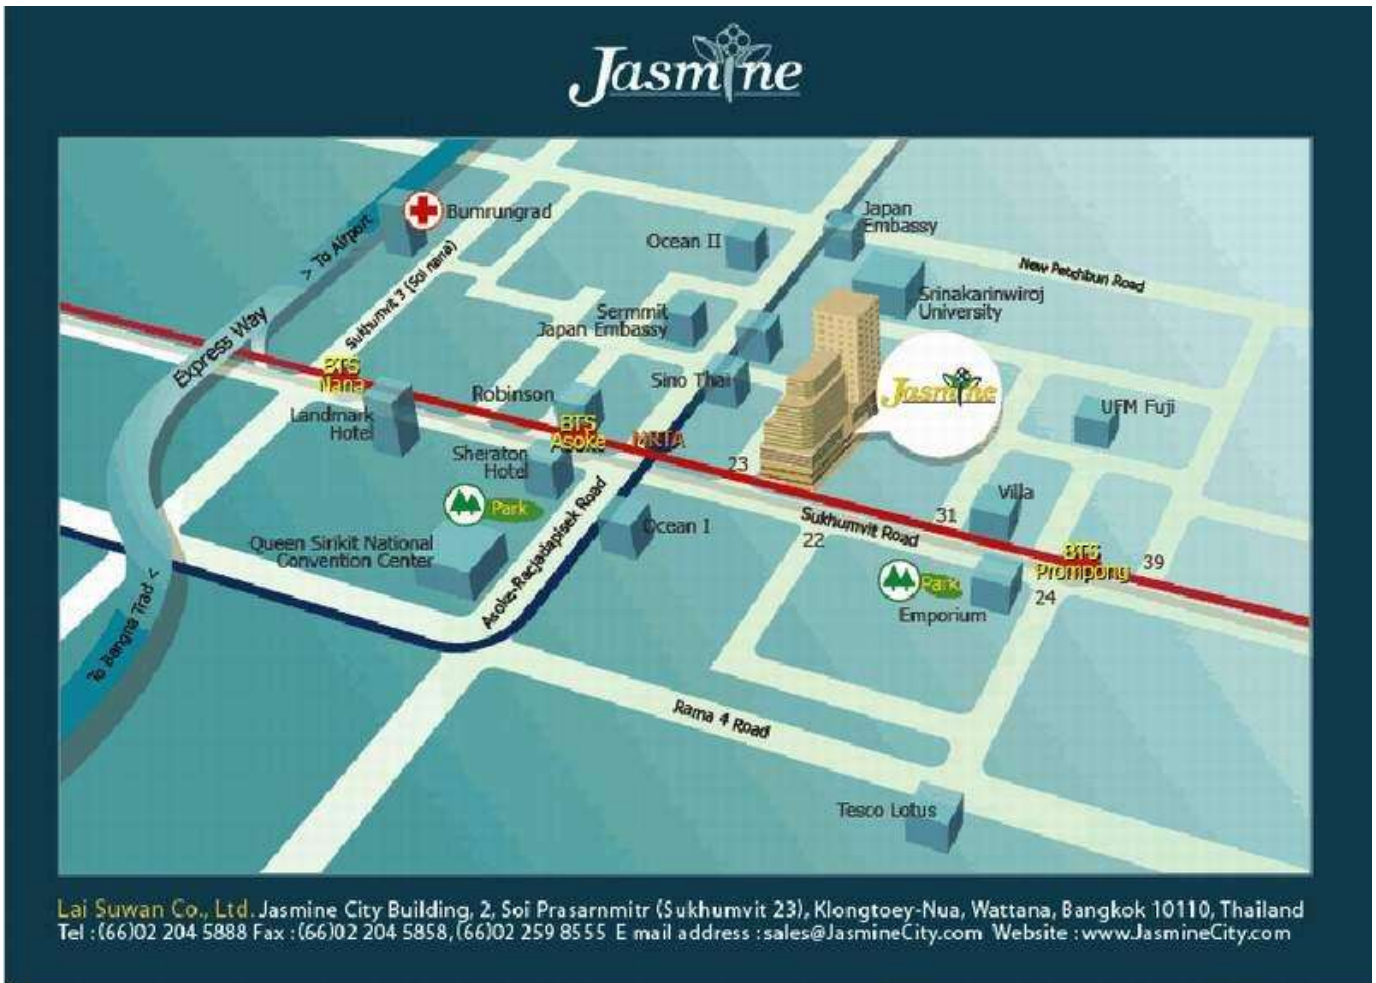 Jasmine
Bumrungrad
> To Airport
Sukhumvit 3 (Soi nana)
Express Way
Japan
Embassy
Ocean II
New Petchbun Road
Srinakarinwiroj
University
Sermmit
Japan Embassy
Jasmine
Sino Thai
BTS
Nana
Landmark
Hotel
Robinson
BTS
Asoke
MRTA
UFM Fuji
23
Sheraton
Hotel
Park
Villa
Sukhumvit Road
31
22
Ocean I
Asoke-Racjadapisek Road
Queen Sirikit National
Convention Center
BTS
Prompong
39
24
Park
Emporium
To Bangna Trad <
Rama 4 Road
Tesco Lotus
Lai Suwan Co., Ltd. Jasmine City Building, 2, Soi Prasarnmitr (Sukhumvit 23), Klongtoey-Nua, Wattana, Bangkok 10110, Thailand
Tel :(66)02 204 5888 Fax :(66)02 204 5858,(66)02 259 8555 E mail address :sales@JasmineCity.com Website :www.JasmineCity.com